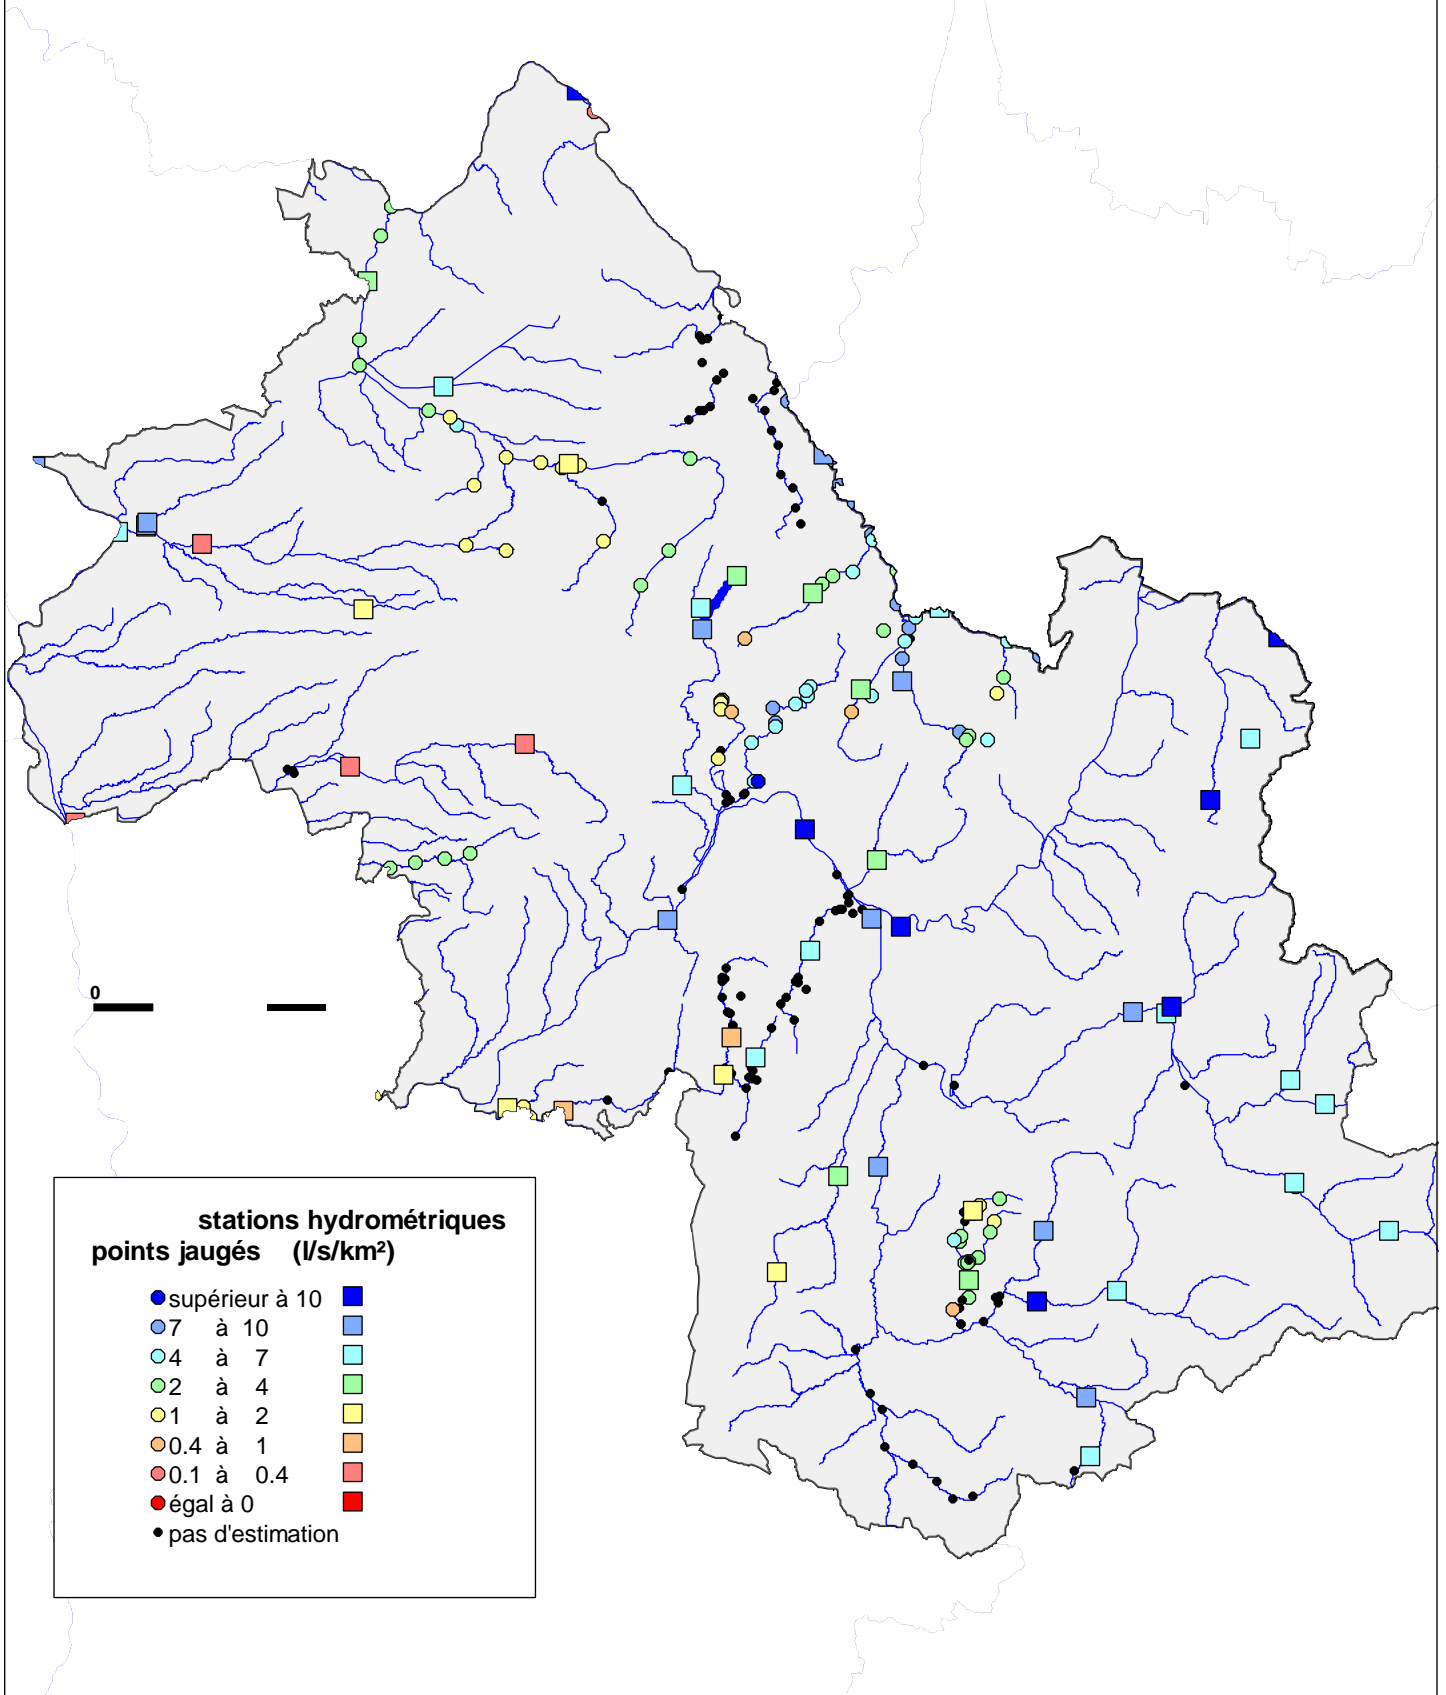 0
stations hydrométriques
points jaugés (l/s/km²)
supérieur à 10
7 à 10
4 à 7
2 à 4
1 à 2
0.4 à 1
0.1 à 0.4
égal à 0
pas d'estimation